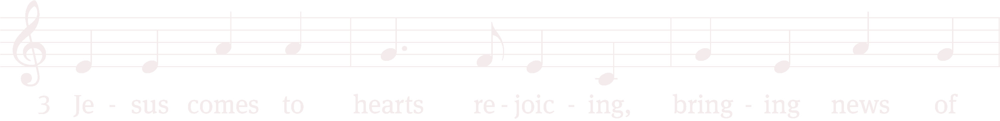 3 Je - sus comes to hearts re - joic - ing, bring - ing news of